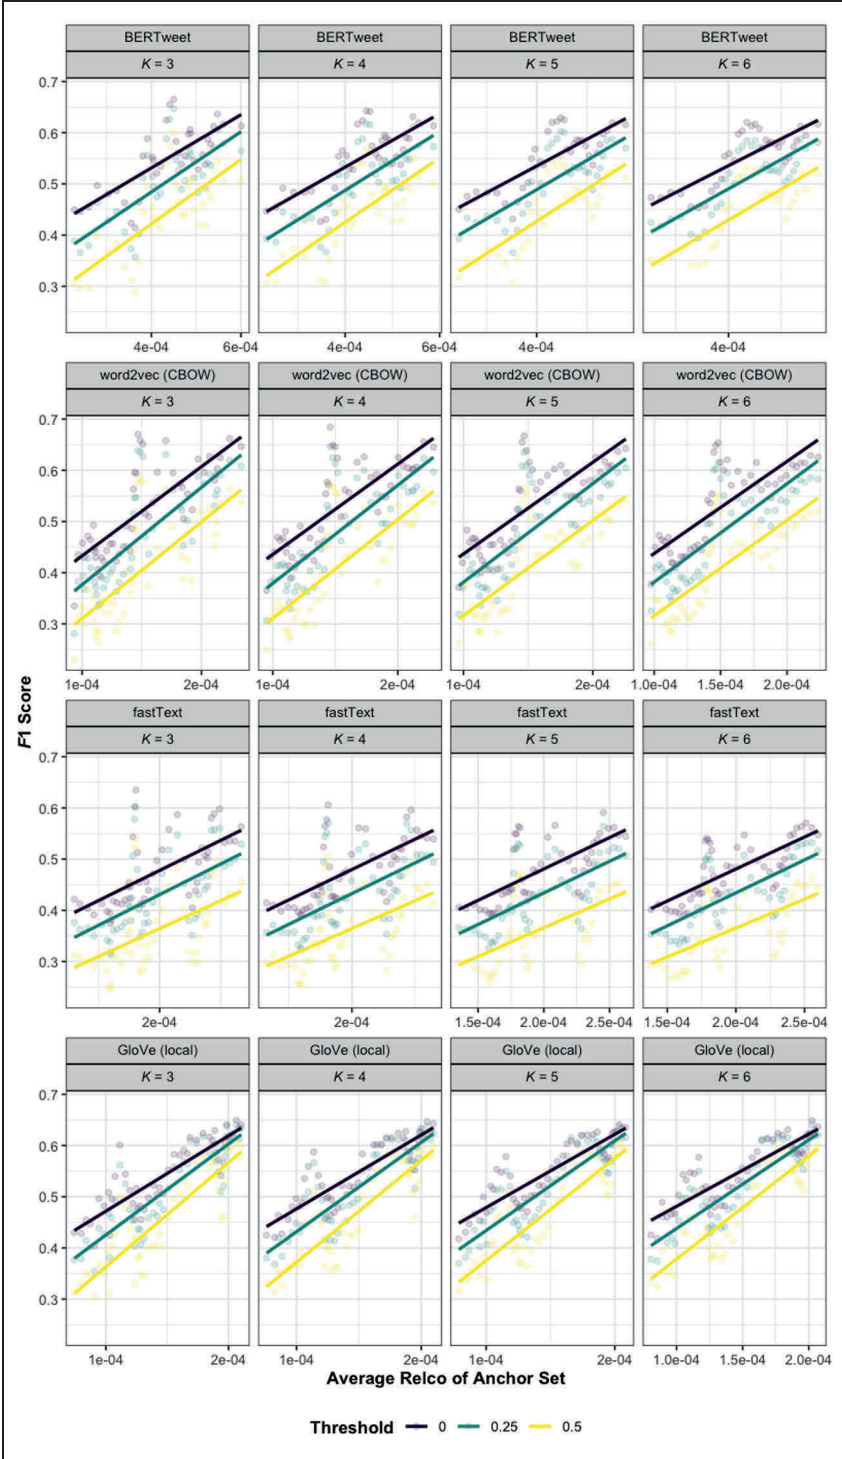 BERTweet BERTweet BERTweet BERTweet
K = 3 K = 4 K = 5 K = 6
0.7
0.6
0.5
0.4
0.3
4e-04 6e-04 4e-04 6e-04 4e-04 4e-04
word2vec (CBOW) word2vec (CBOW) word2vec (CBOW) word2vec (CBOW)
K = 3 K = 4 K = 5 K = 6
0.7
0.6
0.5
0.4
0.3
1e-04 2e-04 1e-04 2e-04 1e-04 2e-04 1.0e-04 1.5e-04 2.0e-04
F1 Score
fastText fastText fastText fastText
K = 3 K = 4 K = 5 K = 6
0.7
0.6
0.5
0.4
0.3
2e-04 2e-04 1.5e-04 2.0e-04 2.5e-04 1.5e-04 2.0e-04 2.5e-04
GloVe (local) GloVe (local) GloVe (local) GloVe (local)
K = 3 K = 4 K = 5 K = 6
0.7
0.6
0.5
0.4
0.3
1e-04 2e-04 1e-04 2e-04 1e-04 2e-04 1.0e-04 1.5e-04 2.0e-04
Average Relco of Anchor Set
Threshold 0 0.25 0.5